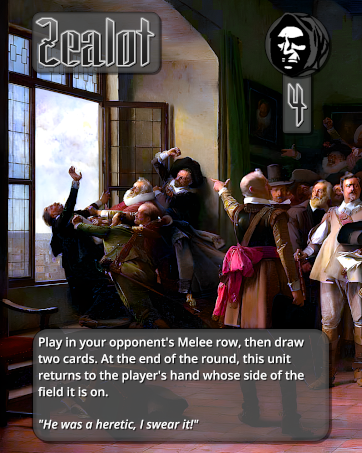 Zealot
4
Play in your opponent's Melee row, then draw
two cards. At the end of the round, this unit
returns to the player's hand whose side of the
field it is on.
"He was a heretic, I swear it!"